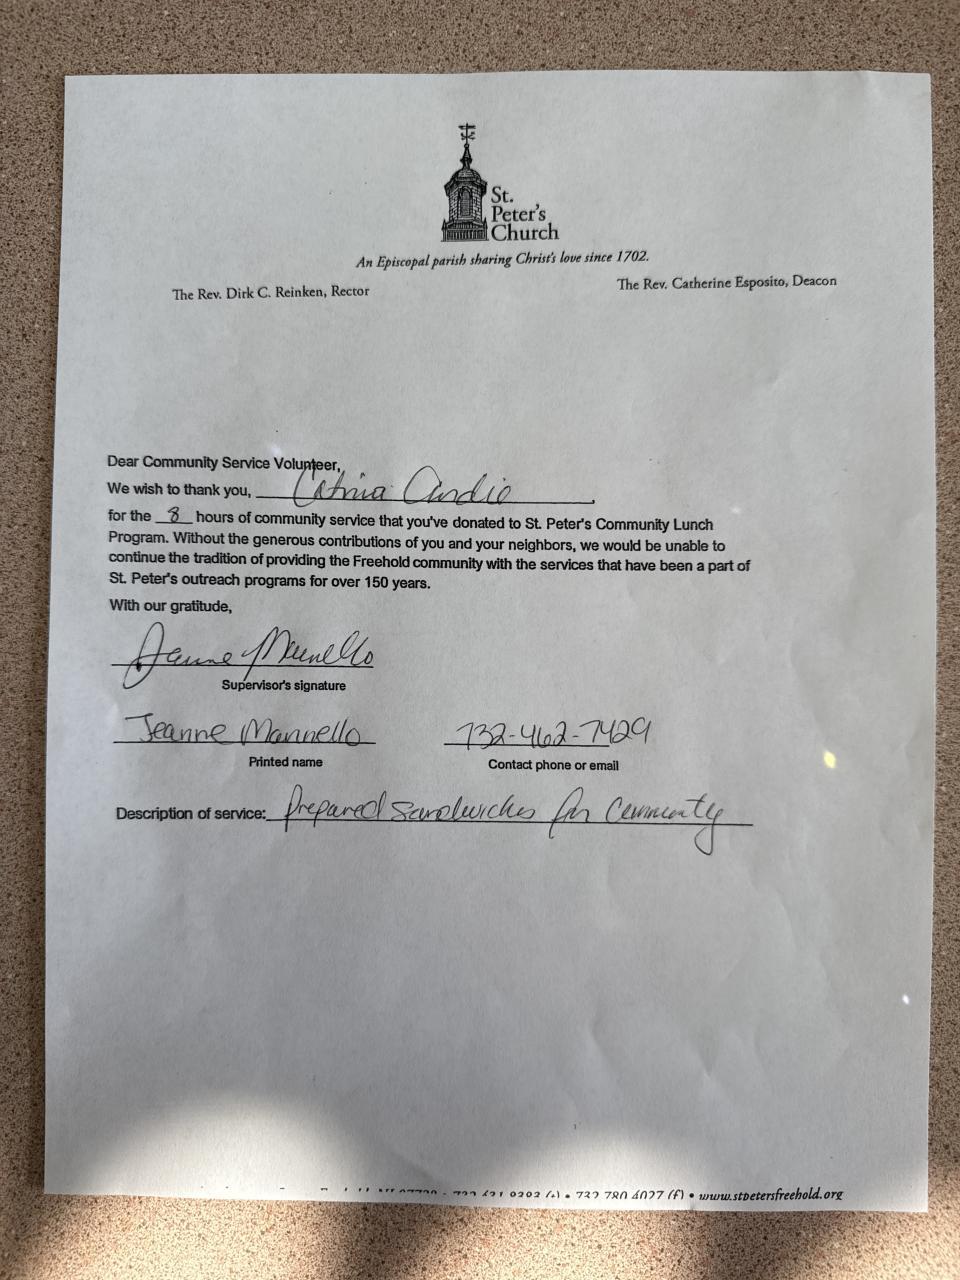 St.
Peter's
Church
An Episcopal parish sharing Christ's love since 1702.
The Rev. Dirk C. Reinken, Rector
The Rev. Catherine Esposito, Deacon
Dear Community Service Volunteer,
We wish to thank you,
for the 8 hours of community service that you've donated to St. Peter's Community Lunch
Program. Without the generous contributions of you and your neighbors, we would be unable to
continue the tradition of providing the Freehold community with the services that have been a part of
St. Peter's outreach programs for over 150 years.
With our gratitude,
Jeanne Mannello
Supervisor's signature
Jeanne Mannello 732-462-7429
Printed name Contact phone or email
Description of service: Prepared Sandwiches for Community
(f) • www.stpetersfreehold.org